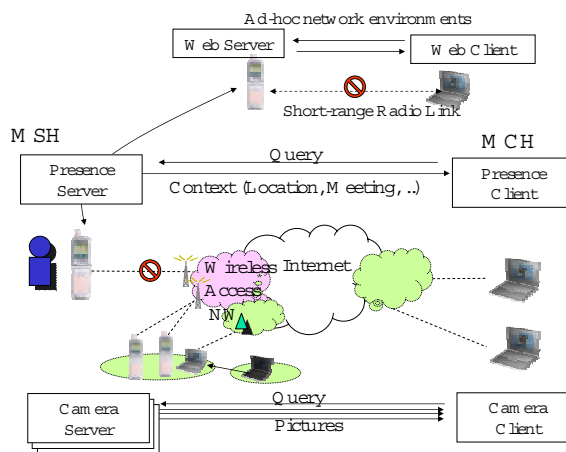 Ad-hoc network environments
Web Server
Web Client
Short-range Radio Link
MSH
MCH
Query
Presence
Server
Presence
Client
Context (Location, Meeting, ...)
Wireless
Access
N/W
Internet
Query
Camera
Server
Camera
Client
Pictures